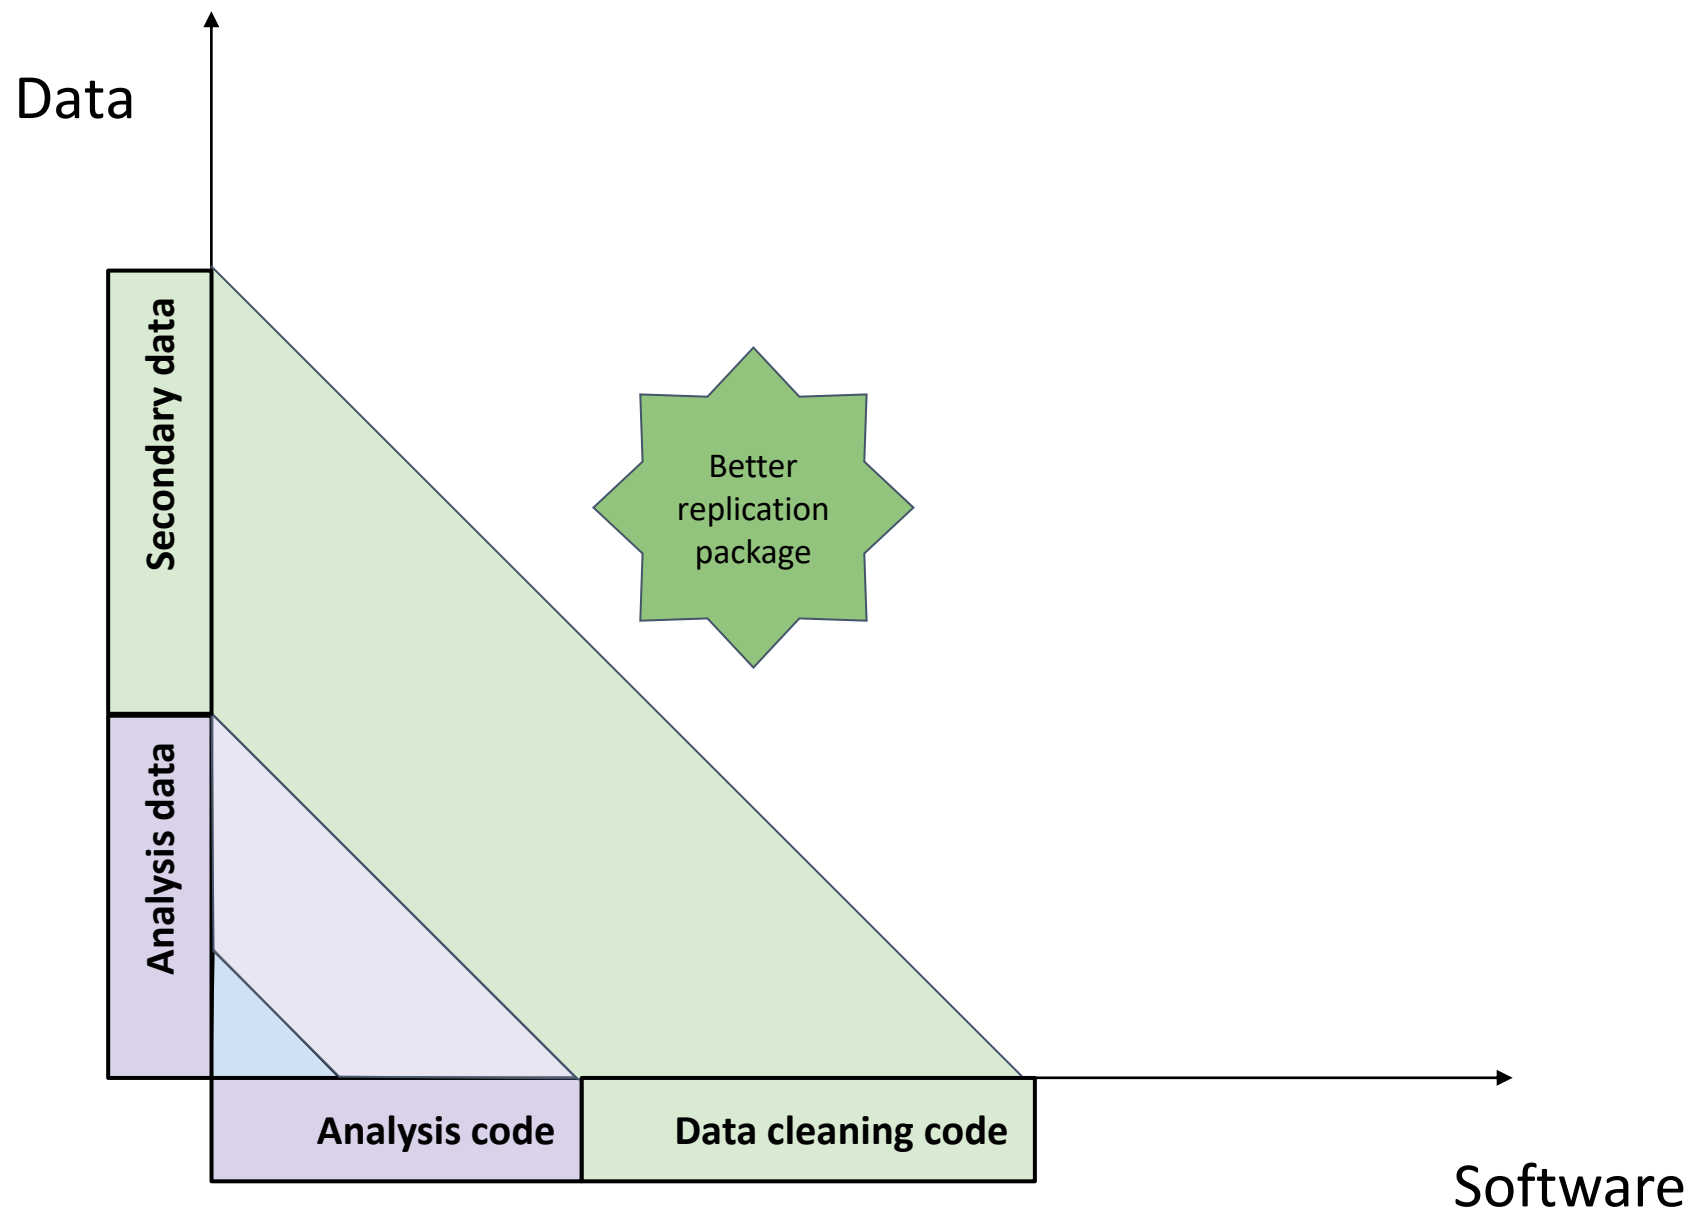 Data
Secondary data
Better
replication
package
Analysis data
Analysis code
Data cleaning code
Software